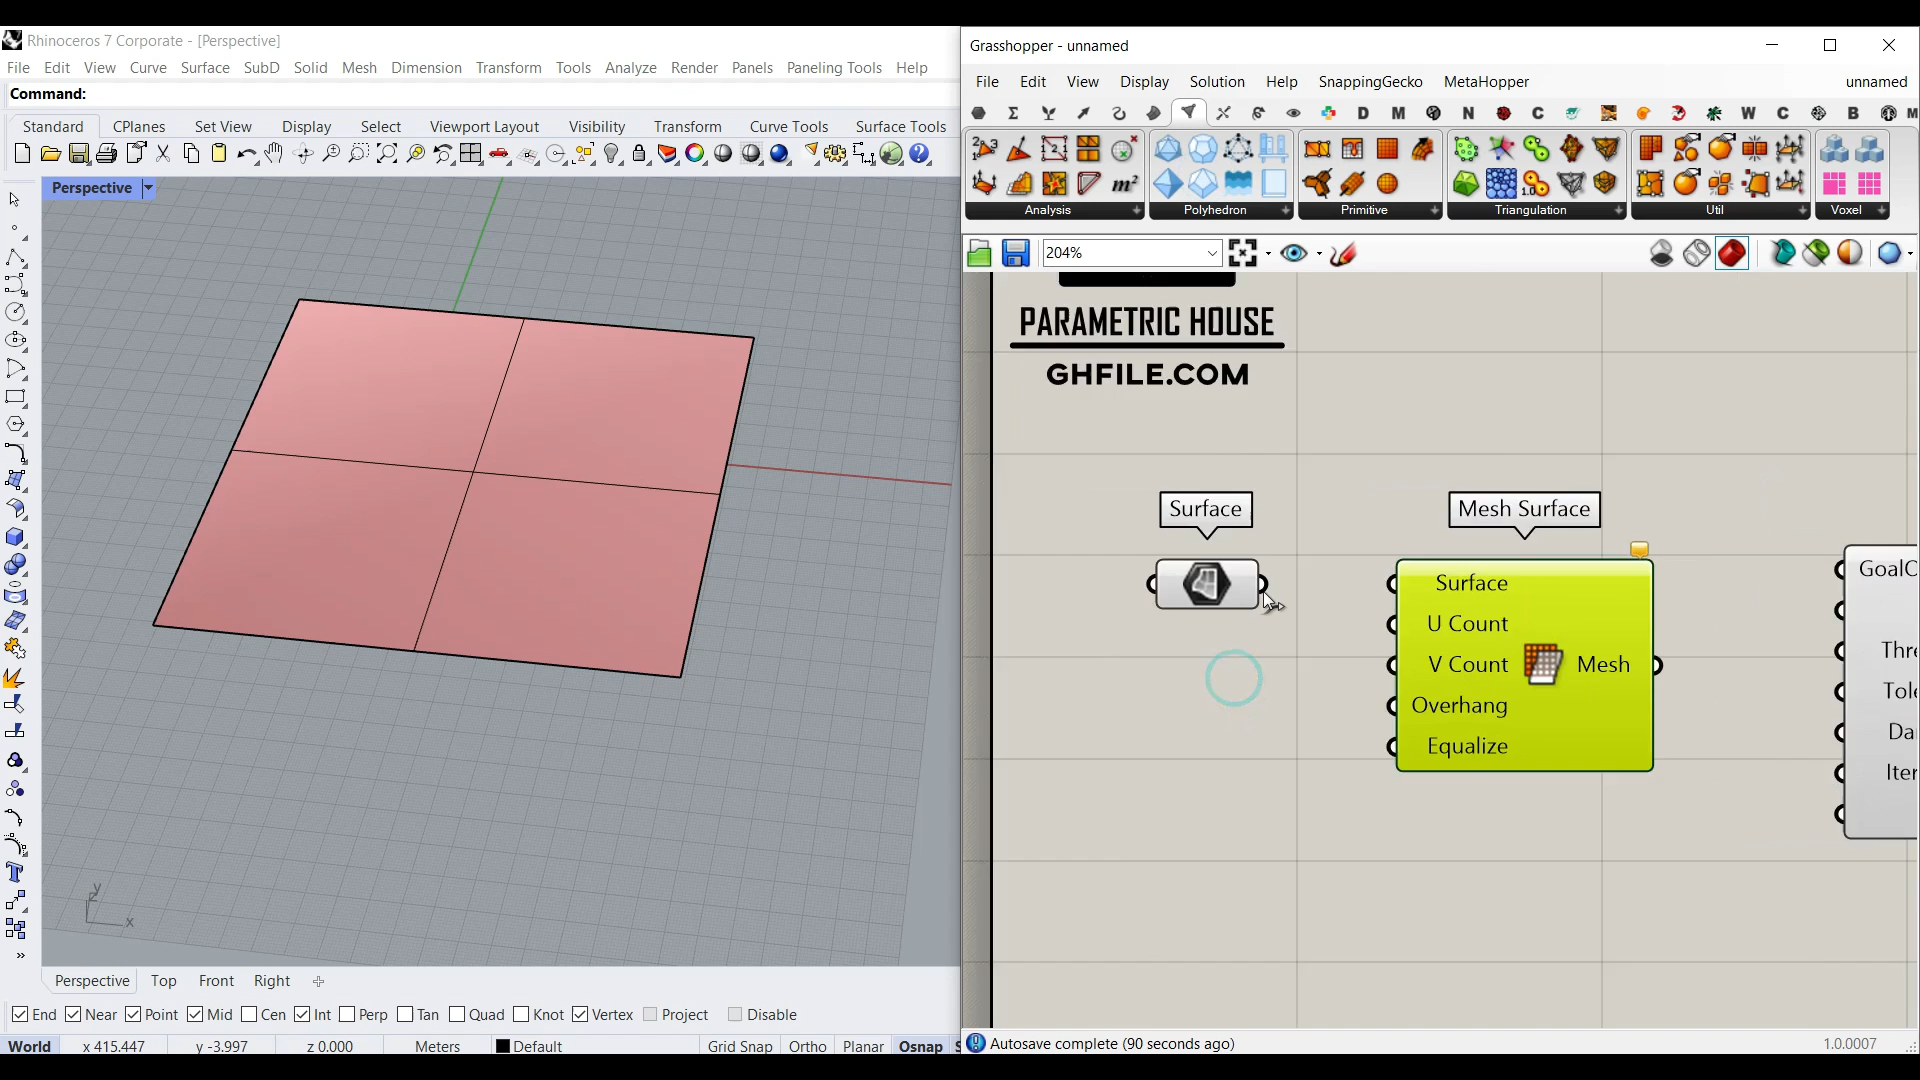 Rhinoceros 7 Corporate - [Perspective]
File Edit View Curve Surface SubD Solid Mesh Dimension Transform Tools Analyze Render Panels Paneling Tools Help
Command:
Standard CPlanes Set View Display Select Viewport Layout Visibility Transform Curve Tools Surface Tools
Perspective
y
z
x
Perspective Top Front Right
End Near Point Mid Cen Int Perp Tan Quad Knot Vertex Project Disable
World x 415.447 y -3.997 z 0.000 Meters Default Grid Snap Ortho Planar Osnap S
Grasshopper - unnamed
File Edit View Display Solution Help SnappingGecko MetaHopper unnamed
D M N C W C B M
Analysis Polyhedron Primitive Triangulation Util Voxel
204%
PARAMETRIC HOUSE
GHFILE.COM
Surface Mesh Surface
Surface
U Count
V Count Mesh
Overhang
Equalize
GoalC
Thre
Tole
Da
Iter
Autosave complete (90 seconds ago) 1.0.0007